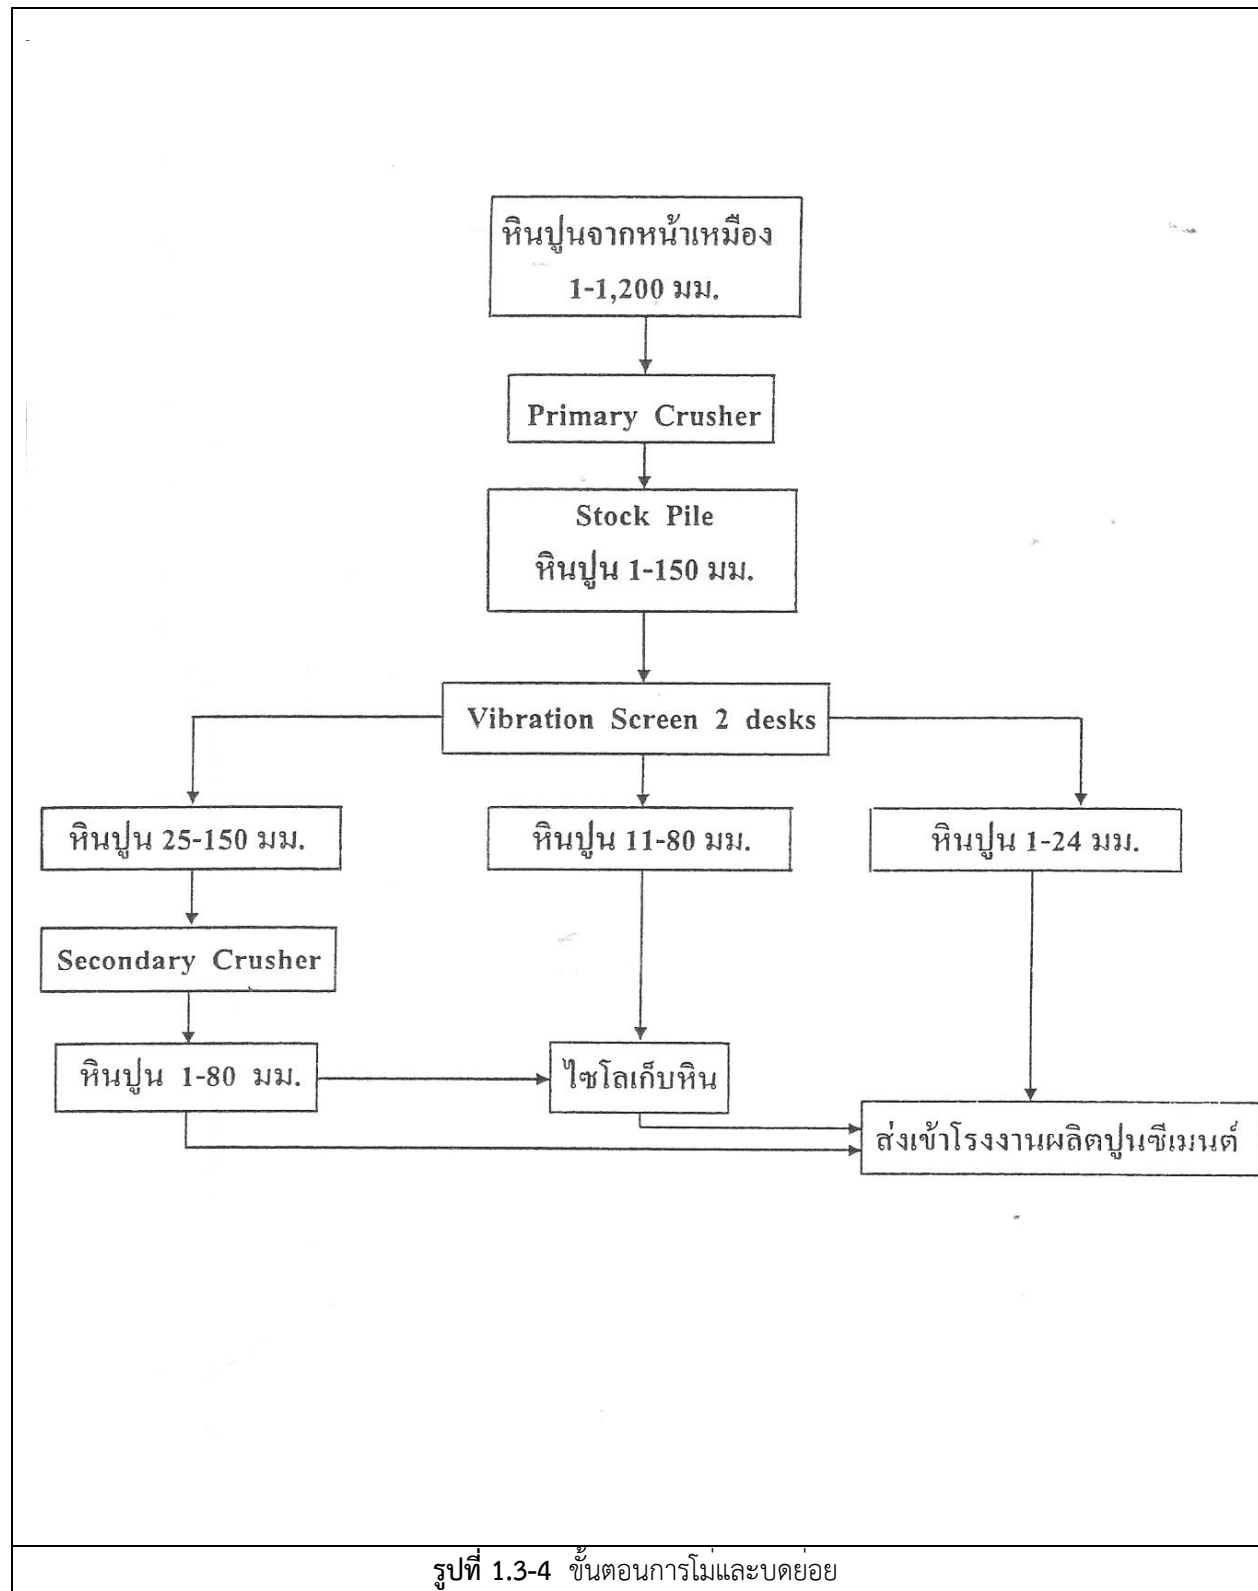 หินปูนจากหน้าเหมือง
1-1,200 มม.
Primary Crusher
Stock Pile
หินปูน 1-150 มม.
Vibration Screen 2 desks
หินปูน 25-150 มม.
หินปูน 11-80 มม.
หินปูน 1-24 มม.
Secondary Crusher
หินปูน 1-80 มม.
ไซโลเก็บหิน
ส่งเข้าโรงงานผลิตปูนซีเมนต์
รูปที่ 1.3-4 ขั้นตอนการโม่และบดย่อย